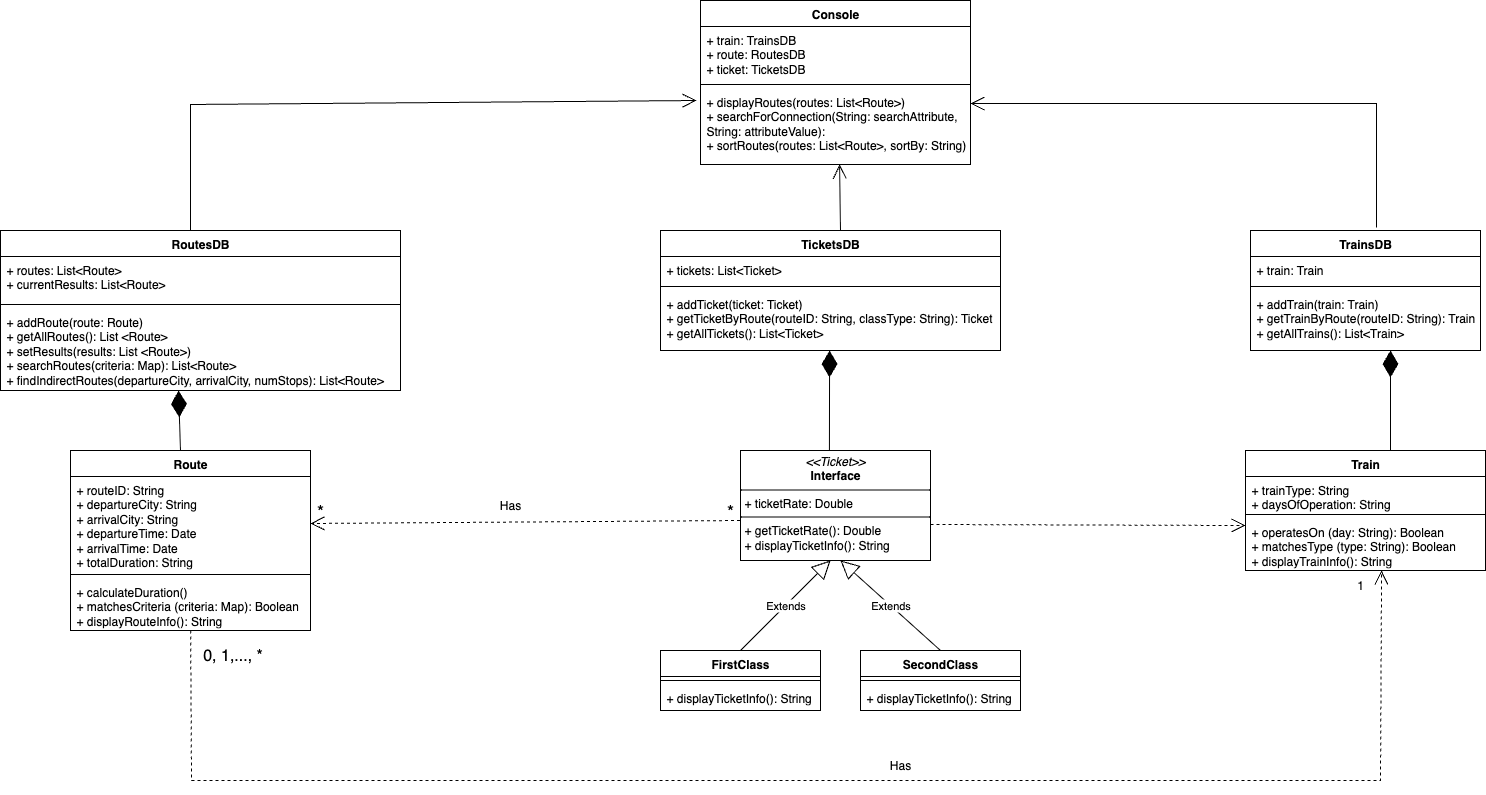 Console
+ train: TrainsDB
+ route: RoutesDB
+ ticket: TicketsDB
+ displayRoutes(routes: List<Route>)
+ searchForConnection(String: searchAttribute,
String: attributeValue):
+ sortRoutes(routes: List<Route>, sortBy: String)
RoutesDB
+ routes: List<Route>
+ currentResults: List<Route>
+ addRoute(route: Route)
+ getAllRoutes(): List <Route>
+ setResults(results: List <Route>)
+ searchRoutes(criteria: Map): List<Route>
+ findIndirectRoutes(departureCity, arrivalCity, numStops): List<Route>
TicketsDB
+ tickets: List<Ticket>
+ addTicket(ticket: Ticket)
+ getTicketByRoute(routeID: String, classType: String): Ticket
+ getAllTickets(): List<Ticket>
TrainsDB
+ train: Train
+ addTrain(train: Train)
+ getTrainByRoute(routeID: String): Train
+ getAllTrains(): List<Train>
Route
+ routeID: String
+ departureCity: String
+ arrivalCity: String
+ departureTime: Date
+ arrivalTime: Date
+ totalDuration: String
+ calculateDuration()
+ matchesCriteria (criteria: Map): Boolean
+ displayRouteInfo(): String
*
Has
*
<<Ticket>>
Interface
+ ticketRate: Double
+ getTicketRate(): Double
+ displayTicketInfo(): String
Train
+ trainType: String
+ daysOfOperation: String
+ operatesOn (day: String): Boolean
+ matchesType (type: String): Boolean
+ displayTrainInfo(): String
1
Extends
Extends
0, 1,..., *
FirstClass
+ displayTicketInfo(): String
SecondClass
+ displayTicketInfo(): String
Has